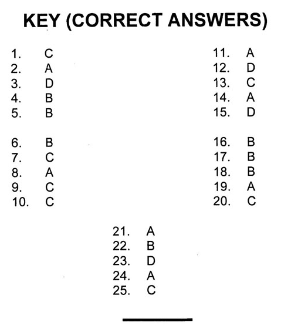 KEY (CORRECT ANSWERS)
1. C
2. A
3. D
4. B
5. B
6. B
7. C
8. A
9. C
10. C
11. A
12. D
13. C
14. A
15. D
16. B
17. B
18. B
19. A
20. C
21. A
22. B
23. D
24. A
25. C